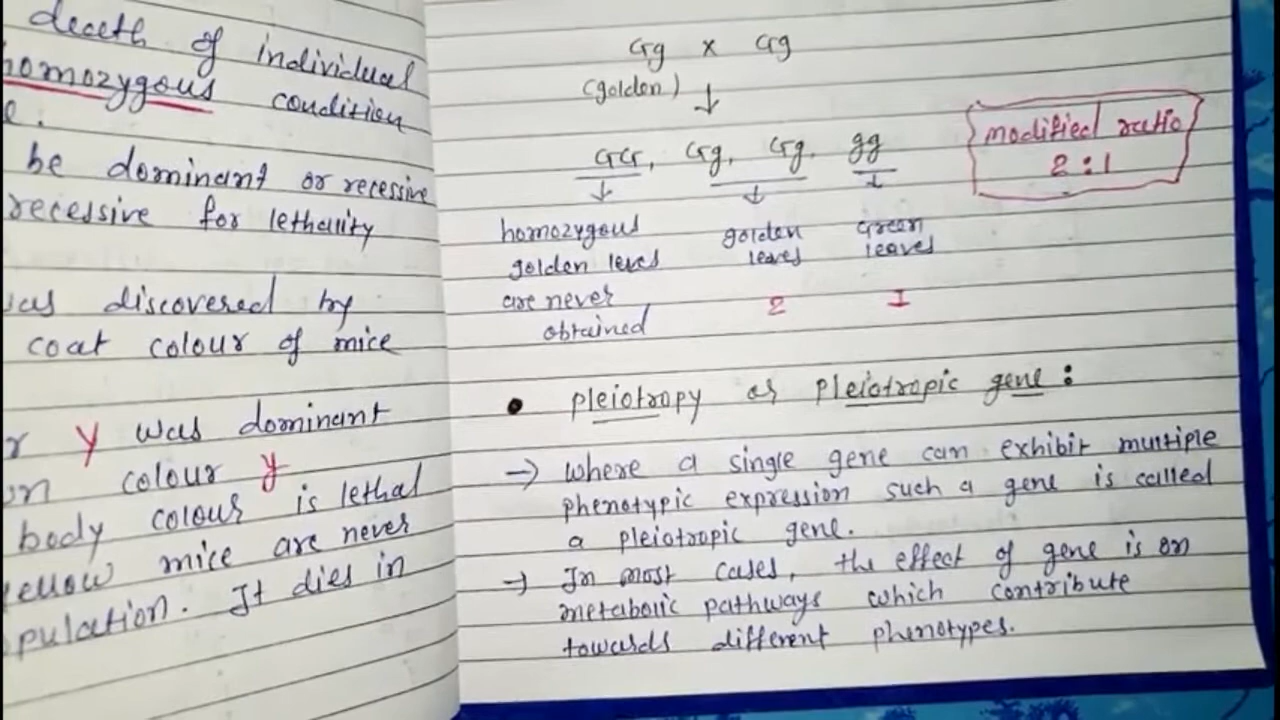 death of individual
homozygous condition
be dominant or recessive
recessive for lethality
was discovered by
coat colour of mice
Y was dominant
colour y
body colour is lethal
yellow mice are never
population. It dies in
Gg x Gg
(golden) ↓
GG, Gg, Gg, gg
↓ ↓ ↓
homozygous golden green
golden leves leaves leaves
are never 2 1
obtained
modified ratio
2:1
• pleiotropy or pleiotropic gene :
→ where a single gene can exhibit multiple
phenotypic expression such a gene is called
a pleiotropic gene.
→ In most cases, the effect of gene is on
metabolic pathways which contribute
towards different phenotypes.